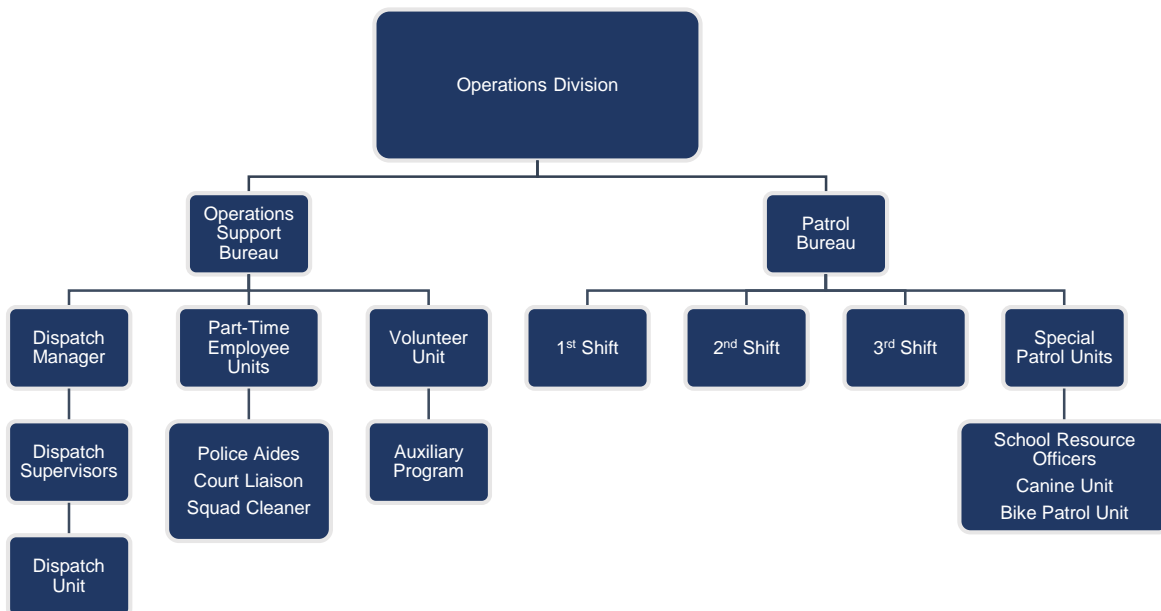 Operations Division
Operations
Support
Bureau
Patrol
Bureau
Dispatch
Manager
Part-Time
Employee
Units
Volunteer
Unit
1st Shift
2nd Shift
3rd Shift
Special
Patrol Units
Dispatch
Supervisors
Police Aides
Court Liaison
Squad Cleaner
Auxiliary
Program
School Resource
Officers
Canine Unit
Bike Patrol Unit
Dispatch
Unit